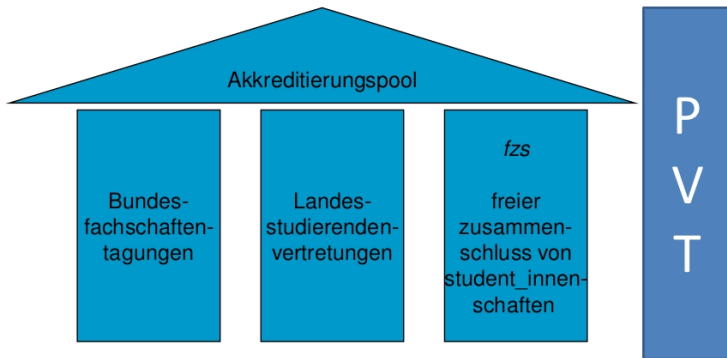 Akkreditierungspool
Bundes-
fachschaften-
tagungen
Landes-
studierenden-
vertretungen
fzs
freier
zusammen-
schluss von
student_innen-
schaften
P
V
T